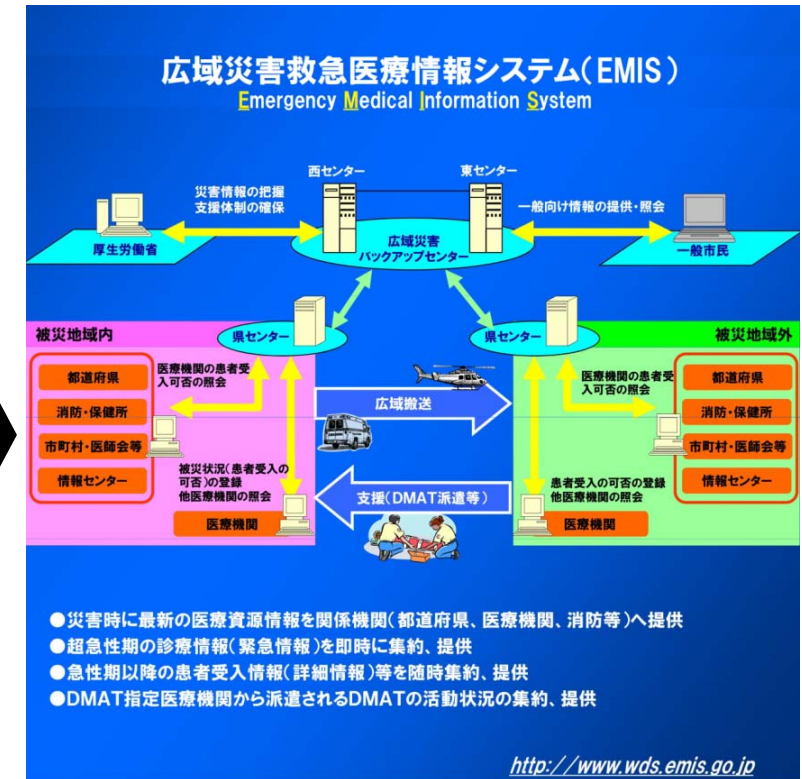 広域災害救急医療情報システム(EMIS)
Emergency Medical Information System
西センター
東センター
災害情報の把握
支援体制の確保
一般向け情報の提供・照会
厚生労働省
広域災害
バックアップセンター
一般市民
被災地域内
県センター
県センター
被災地域外
都道府県
消防・保健所
市町村・医師会等
情報センター
医療機関の患者受
入可否の照会
被災状況(患者受入の
可否)の登録
他医療機関の照会
医療機関
広域搬送
支援(DMAT派遣等)
医療機関の患者受
入可否の照会
患者受入の可否の登録
他医療機関の照会
医療機関
都道府県
消防・保健所
市町村・医師会等
情報センター
●災害時に最新の医療資源情報を関係機関(都道府県、医療機関、消防等)へ提供
●超急性期の診療情報(緊急情報)を即時に集約、提供
●急性期以降の患者受入情報(詳細情報)等を随時集約、提供
●DMAT指定医療機関から派遣されるDMATの活動状況の集約、提供
http://www.wds.emis.go.jp